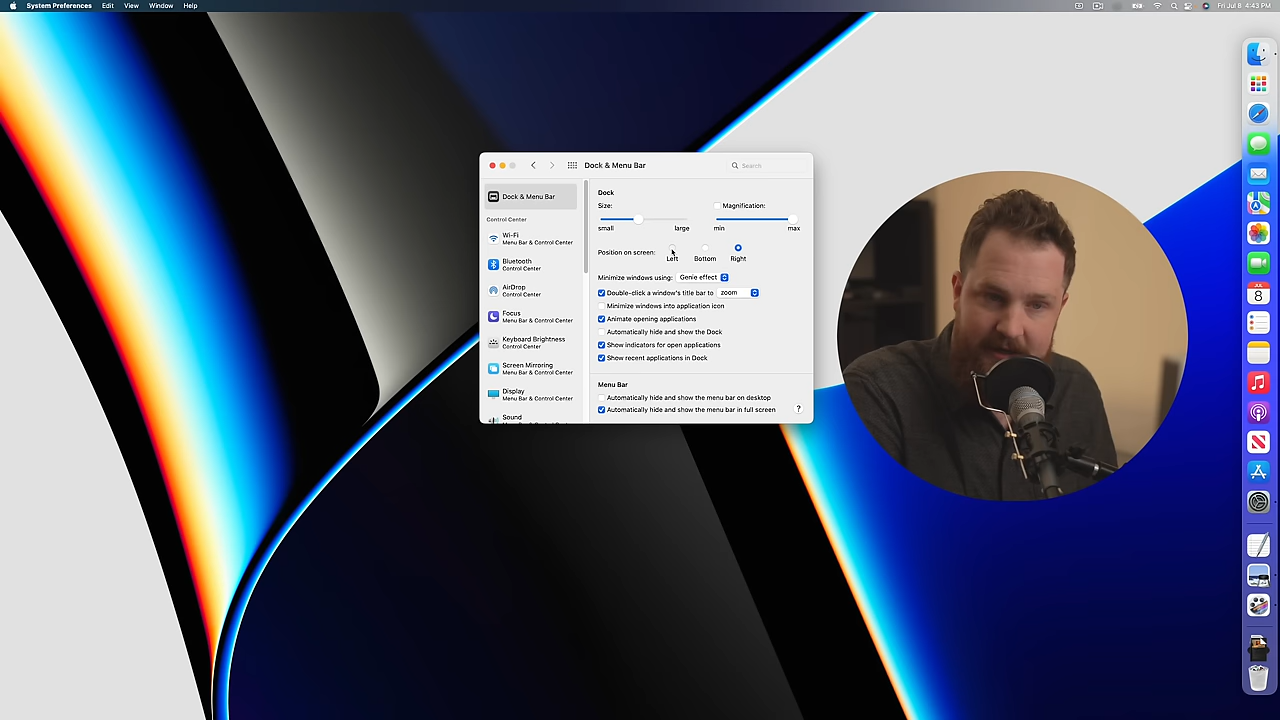 System Preferences Edit View Window Help
Fri Jul 8 4:43 PM
Dock & Menu Bar
Search
Dock & Menu Bar
Control Center
Wi-Fi
Menu Bar & Control Center
Bluetooth
Control Center
AirDrop
Control Center
Focus
Menu Bar & Control Center
Keyboard Brightness
Control Center
Screen Mirroring
Menu Bar & Control Center
Display
Menu Bar & Control Center
Sound
Dock
Size:
Magnification:
small large
min max
Position on screen:
Left Bottom Right
Minimize windows using: Genie effect
Double-click a window's title bar to zoom
Minimize windows into application icon
Animate opening applications
Automatically hide and show the Dock
Show indicators for open applications
Show recent applications in Dock
Menu Bar
Automatically hide and show the menu bar on desktop
Automatically hide and show the menu bar in full screen
?
JUL
8